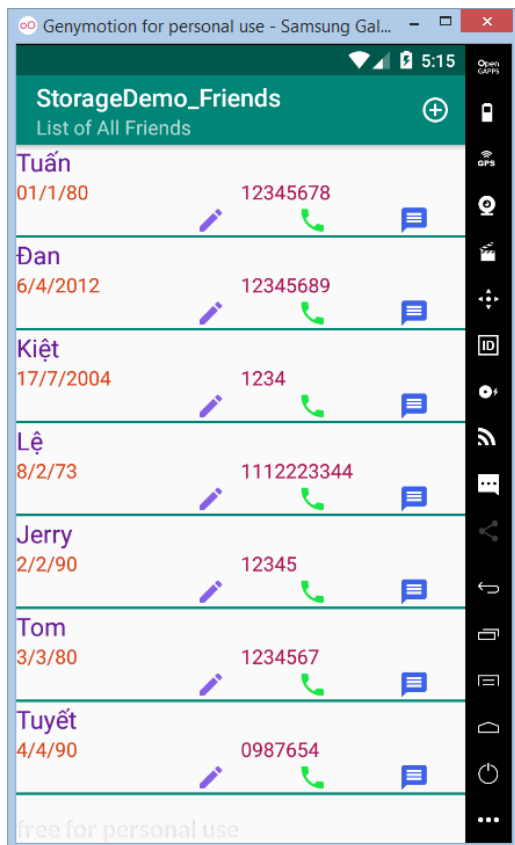 Genymotion for personal use - Samsung Gal...
5:15
Open
GAPPS
StorageDemo_Friends
List of All Friends
GPS
Tuấn
01/1/80 12345678
Đan
6/4/2012 12345689
ID
Kiệt
17/7/2004 1234
Lệ
8/2/73 1112223344
Jerry
2/2/90 12345
Tom
3/3/80 1234567
Tuyết
4/4/90 0987654
free for personal use